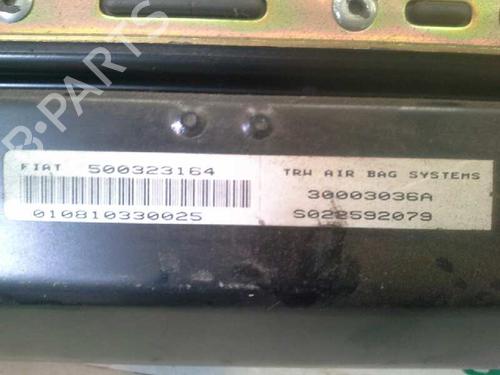 FIAT 500323164 TRW AIR BAG SYSTEMS
30003036A
010810330025 S022592079
B-PARTS